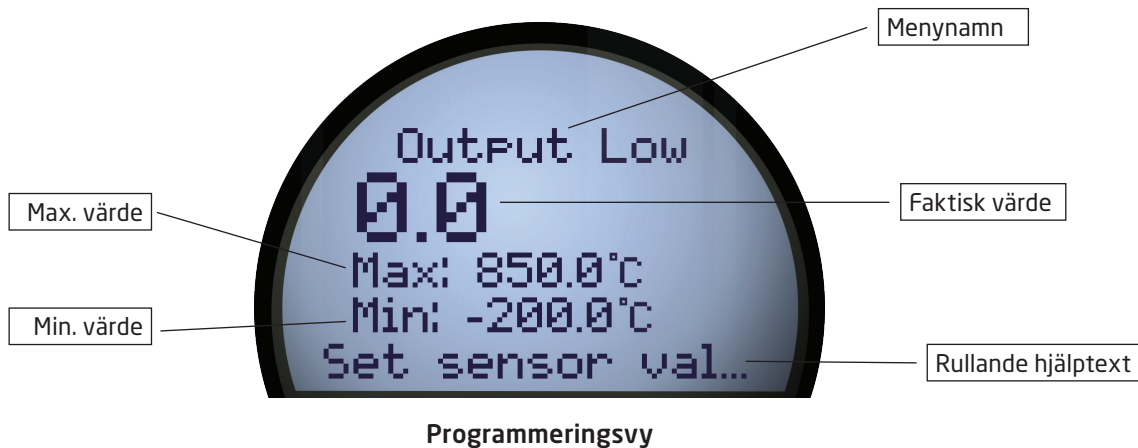 Menynamn
Output Low
0.0
Faktisk värde
Max. värde
Max: 850.0°C
Min. värde
Min: -200.0°C
Set sensor val...
Rullande hjälptext
Programmeringsvy